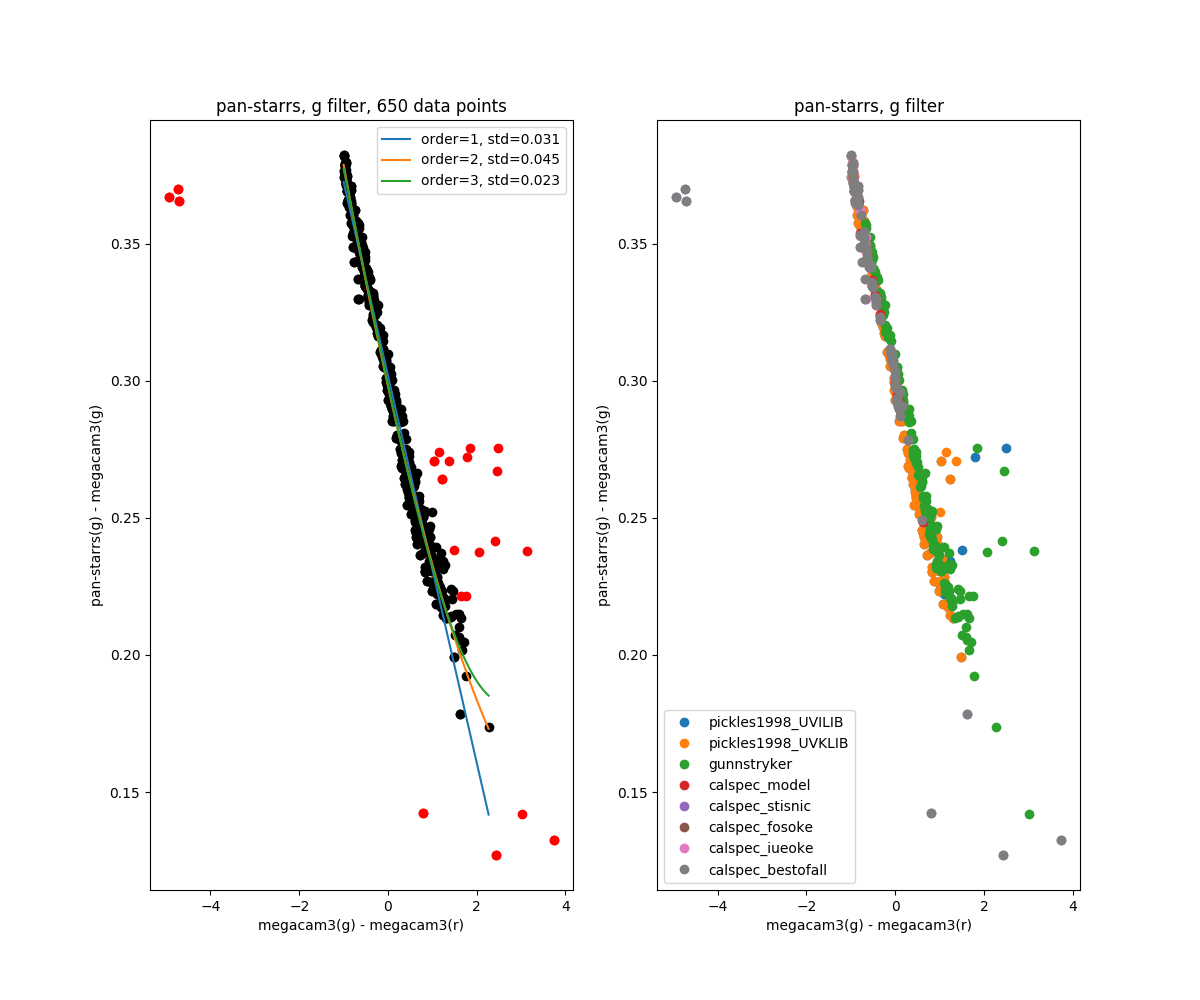 pan-starrs, g filter, 650 data points
order=1, std=0.031
order=2, std=0.045
order=3, std=0.023
0.35
0.30
0.25
0.20
0.15
pan-starrs(g) - megacam3(g)
−4
−2
0
2
4
megacam3(g) - megacam3(r)
pan-starrs, g filter
0.35
0.30
0.25
0.20
0.15
pan-starrs(g) - megacam3(g)
pickles1998_UVILIB
pickles1998_UVKLIB
gunnstryker
calspec_model
calspec_stisnic
calspec_fosoke
calspec_iueoke
calspec_bestofall
−4
−2
0
2
4
megacam3(g) - megacam3(r)